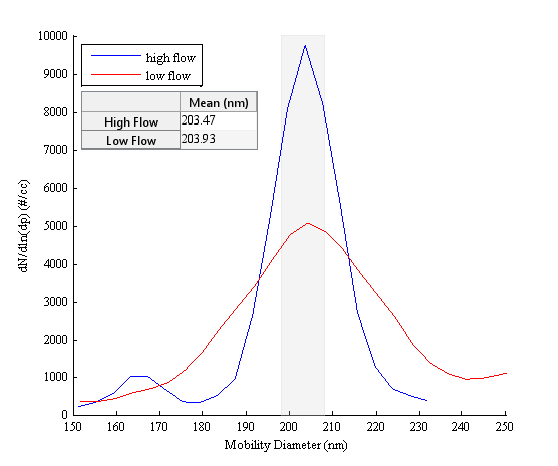 10000
9000
8000
7000
6000
5000
4000
3000
2000
1000
0
dN/dln(dp) (#/cc)
high flow
low flow
Mean (nm)
High Flow 203.47
Low Flow 203.93
150 160 170 180 190 200 210 220 230 240 250
Mobility Diameter (nm)